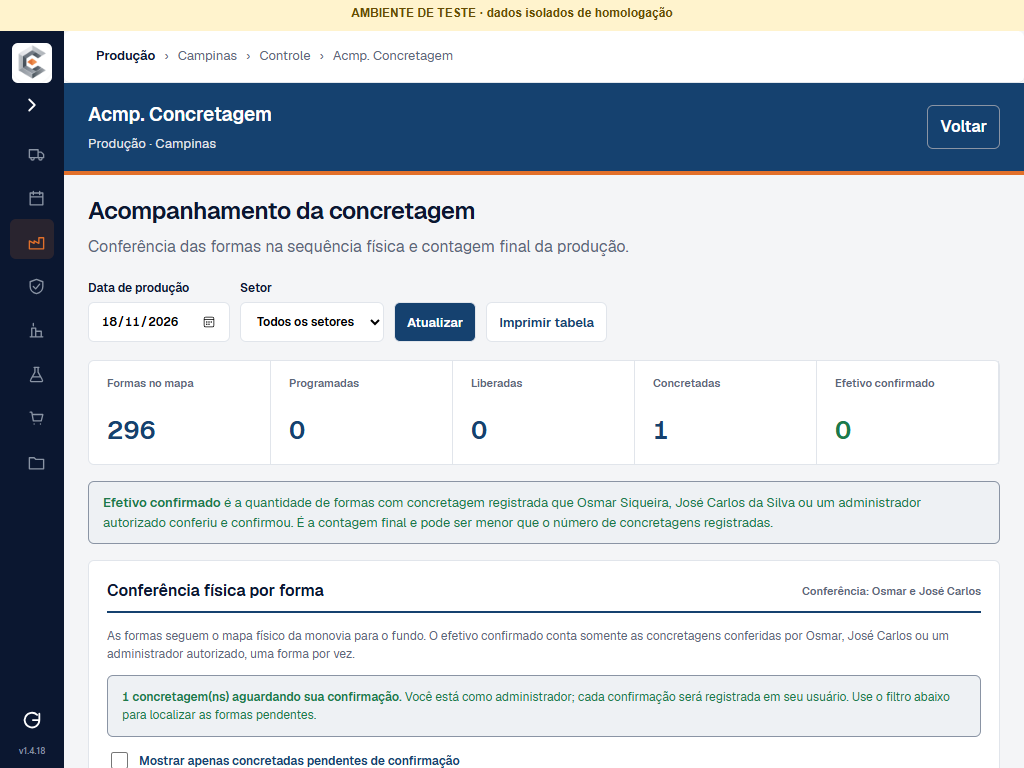 AMBIENTE DE TESTE · dados isolados de homologação
Produção › Campinas › Controle › Acmp. Concretagem
Acmp. Concretagem
Produção · Campinas
Voltar
Acompanhamento da concretagem
Conferência das formas na sequência física e contagem final da produção.
Data de produção
Setor
18/11/2026
Todos os setores
Atualizar
Imprimir tabela
Formas no mapa
Programadas
Liberadas
Concretadas
Efetivo confirmado
296
0
0
1
0
Efetivo confirmado é a quantidade de formas com concretagem registrada que Osmar Siqueira, José Carlos da Silva ou um administrador
autorizado conferiu e confirmou. É a contagem final e pode ser menor que o número de concretagens registradas.
Conferência física por forma
Conferência: Osmar e José Carlos
As formas seguem o mapa físico da monovia para o fundo. O efetivo confirmado conta somente as concretagens conferidas por Osmar, José Carlos ou um
administrador autorizado, uma forma por vez.
1 concretagem(ns) aguardando sua confirmação. Você está como administrador; cada confirmação será registrada em seu usuário. Use o filtro abaixo
para localizar as formas pendentes.
Mostrar apenas concretadas pendentes de confirmação
v1.4.18